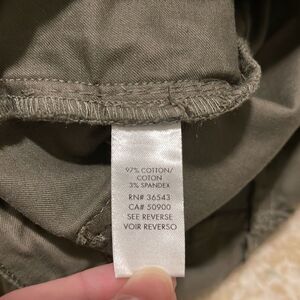 97% COTTON/
COTON
3% SPANDEX
RN# 36543
CA# 50900
SEE REVERSE
VOIR REVERSO